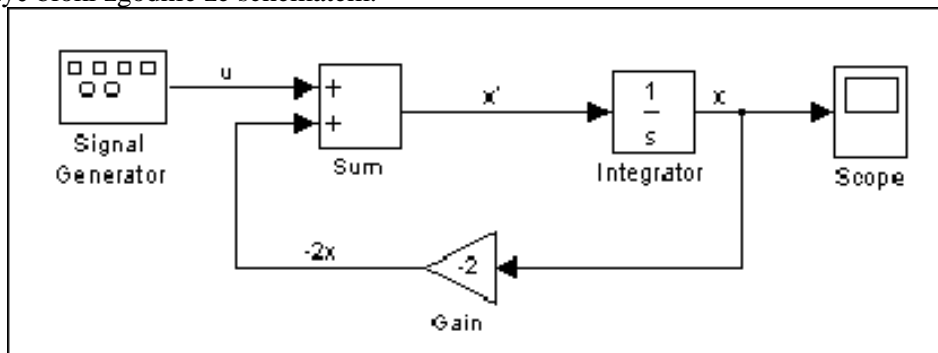 u
+
+
Signal
Generator
Sum
x'
1
s
Integrator
x
Scope
-2x
-2
Gain